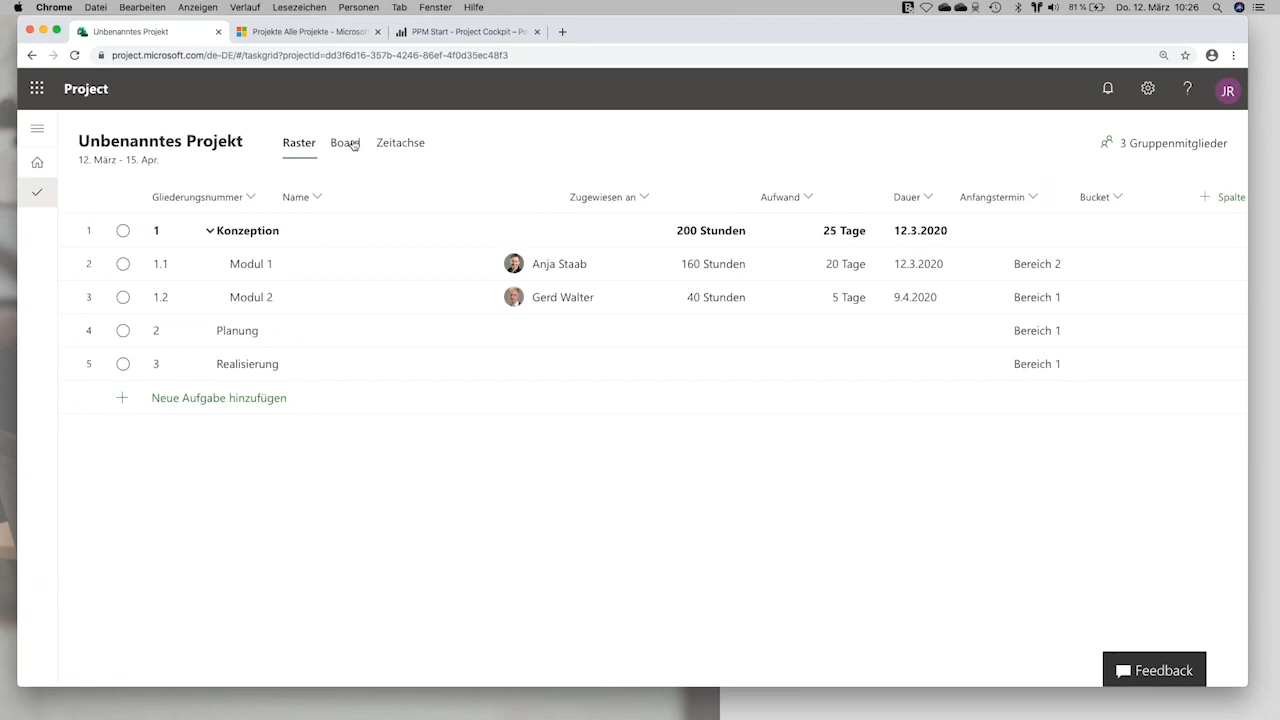 Chrome Datei Bearbeiten Anzeigen Verlauf Lesezeichen Personen Tab Fenster Hilfe 81 % Do. 12. März 10:26
Unbenanntes Projekt Projekte Alle Projekte - Microsof PPM Start - Project Cockpit – Po
project.microsoft.com/de-DE/#/taskgrid?projectId=dd3f6d16-357b-4246-86ef-4f0d35ec48f3
Project JR
Unbenanntes Projekt Raster Board Zeitachse 3 Gruppenmitglieder
12. März - 15. Apr.
Gliederungsnummer Name Zugewiesen an Aufwand Dauer Anfangstermin Bucket Spalte
1 1 Konzeption 200 Stunden 25 Tage 12.3.2020
2 1.1 Modul 1 Anja Staab 160 Stunden 20 Tage 12.3.2020 Bereich 2
3 1.2 Modul 2 Gerd Walter 40 Stunden 5 Tage 9.4.2020 Bereich 1
4 2 Planung Bereich 1
5 3 Realisierung Bereich 1
Neue Aufgabe hinzufügen
Feedback